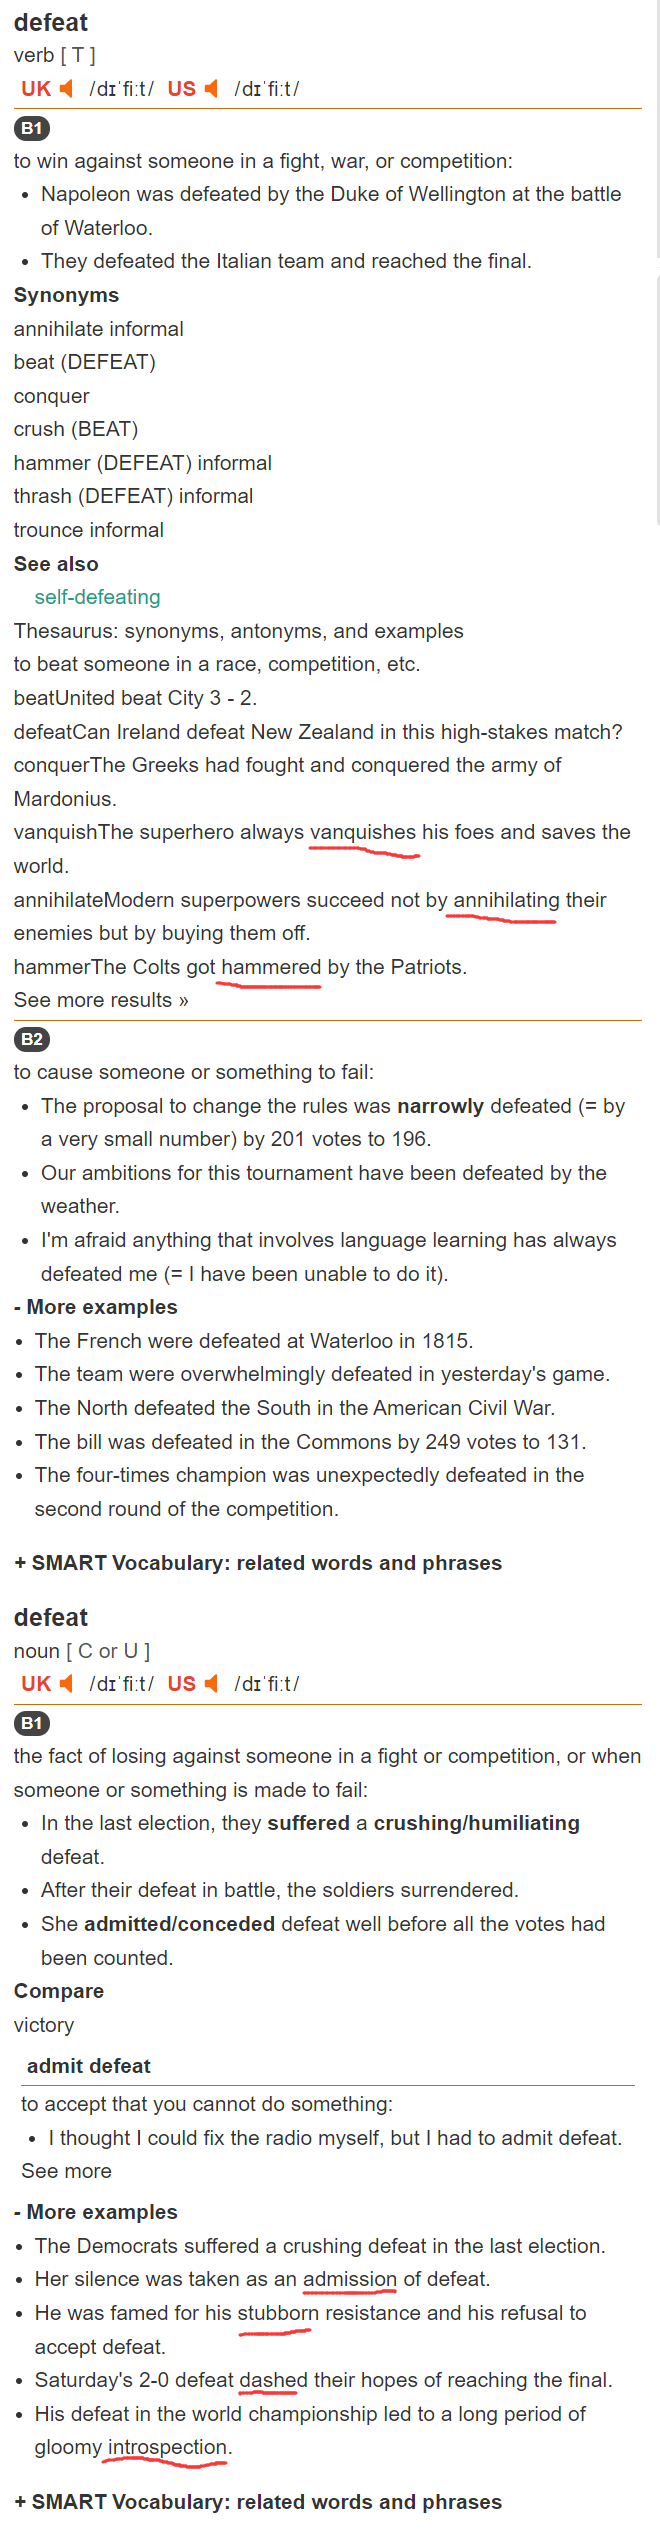 defeat
verb [ T ]
UK /dɪˈfiːt/ US /dɪˈfiːt/
B1
to win against someone in a fight, war, or competition:
• Napoleon was defeated by the Duke of Wellington at the battle
of Waterloo.
• They defeated the Italian team and reached the final.
Synonyms
annihilate informal
beat (DEFEAT)
conquer
crush (BEAT)
hammer (DEFEAT) informal
thrash (DEFEAT) informal
trounce informal
See also
self-defeating
Thesaurus: synonyms, antonyms, and examples
to beat someone in a race, competition, etc.
beatUnited beat City 3 - 2.
defeatCan Ireland defeat New Zealand in this high-stakes match?
conquerThe Greeks had fought and conquered the army of
Mardonius.
vanquishThe superhero always vanquishes his foes and saves the
world.
annihilateModern superpowers succeed not by annihilating their
enemies but by buying them off.
hammerThe Colts got hammered by the Patriots.
See more results »
B2
to cause someone or something to fail:
• The proposal to change the rules was narrowly defeated (= by
a very small number) by 201 votes to 196.
• Our ambitions for this tournament have been defeated by the
weather.
• I'm afraid anything that involves language learning has always
defeated me (= I have been unable to do it).
- More examples
• The French were defeated at Waterloo in 1815.
• The team were overwhelmingly defeated in yesterday's game.
• The North defeated the South in the American Civil War.
• The bill was defeated in the Commons by 249 votes to 131.
• The four-times champion was unexpectedly defeated in the
second round of the competition.
+ SMART Vocabulary: related words and phrases
defeat
noun [ C or U ]
UK /dɪˈfiːt/ US /dɪˈfiːt/
B1
the fact of losing against someone in a fight or competition, or when
someone or something is made to fail:
• In the last election, they suffered a crushing/humiliating
defeat.
• After their defeat in battle, the soldiers surrendered.
• She admitted/conceded defeat well before all the votes had
been counted.
Compare
victory
admit defeat
to accept that you cannot do something:
• I thought I could fix the radio myself, but I had to admit defeat.
See more
- More examples
• The Democrats suffered a crushing defeat in the last election.
• Her silence was taken as an admission of defeat.
• He was famed for his stubborn resistance and his refusal to
accept defeat.
• Saturday's 2-0 defeat dashed their hopes of reaching the final.
• His defeat in the world championship led to a long period of
gloomy introspection.
+ SMART Vocabulary: related words and phrases